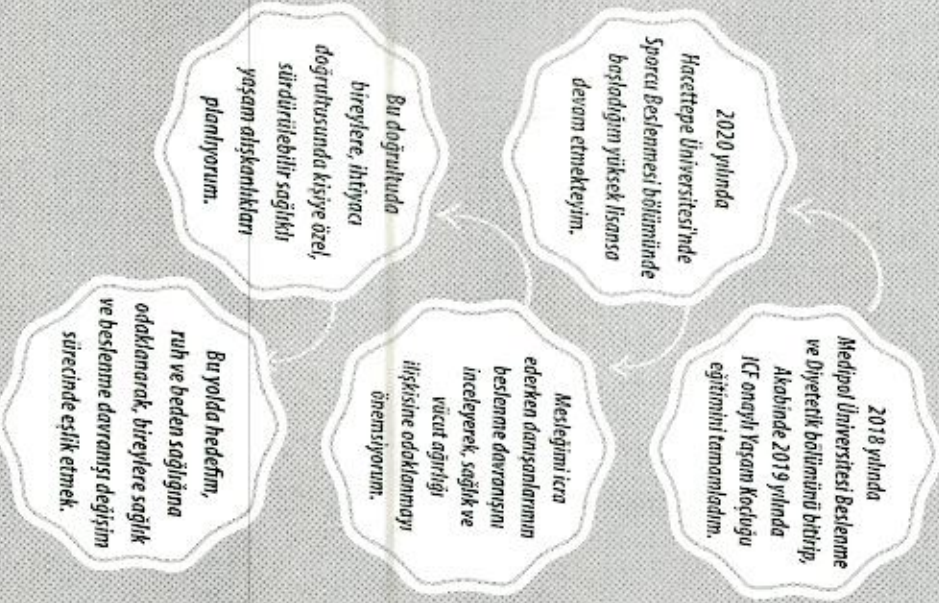 2018 yılında
Medipol Üniversitesi Beslenme
ve Diyetetik bölümünü bitirip,
Akabinde 2019 yılında
ICF onaylı Yaşam Koçluğu
eğitimini tamamladım.
2020 yılında
Hacettepe Üniversitesi'nde
Sporcu Beslenmesi bölümünde
başladığım yüksek lisansa
devam etmekteyim.
Mesleğimi icra
ederken danışanlarımın
beslenme davranışını
inceleyerek, sağlık ve
vücut ağırlığı
ilişkisine odaklanmayı
önemsiyorum.
Bu doğrultuda
bireylere, ihtiyacı
doğrultusunda kişiye özel,
sürdürülebilir sağlıklı
yaşam alışkanlıkları
planlıyorum.
Bu yolda hedefim,
ruh ve beden sağlığına
odaklanarak, bireylere sağlık
ve beslenme davranışı değişim
sürecinde eşlik etmek.